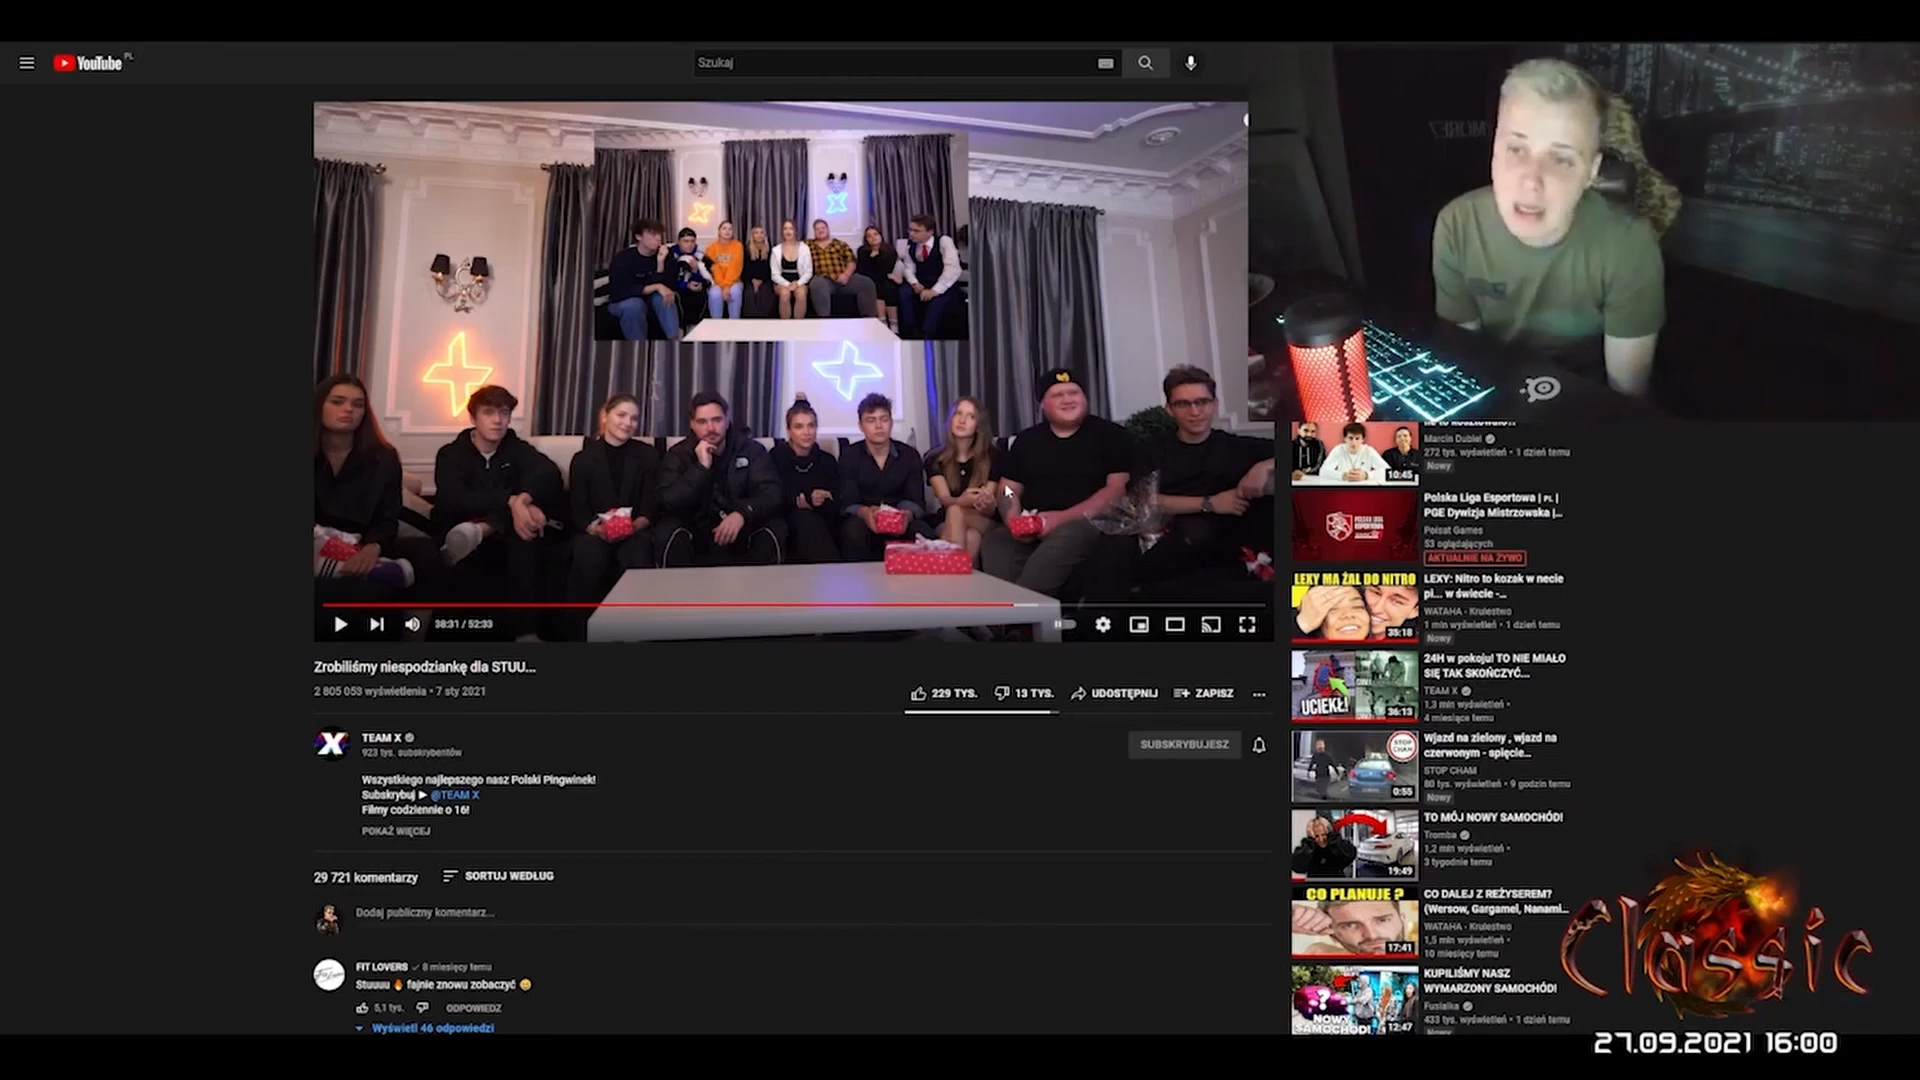 YouTube PL
Szukaj
38:31 / 52:33
Zrobiliśmy niespodziankę dla STUU...
2 805 053 wyświetlenia • 7 sty 2021
229 TYS.
13 TYS.
UDOSTĘPNIJ
ZAPISZ
TEAM X
923 tys. subskrybentów
SUBSKRYBUJESZ
Wszystkiego najlepszego nasz Polski Pingwinek!
Subskrybuj ► @TEAM X
Filmy codziennie o 16!
POKAŻ WIĘCEJ
29 721 komentarzy
SORTUJ WEDŁUG
Dodaj publiczny komentarz...
FIT LOVERS
8 miesięcy temu
Stuuuu 🔥 fajnie znowu zobaczyć 😄
5,1 tys.
ODPOWIEDZ
Wyświetl 46 odpowiedzi
Marcin Dubiel
272 tys. wyświetleń • 1 dzień temu
Nowy
10:45
Polska Liga Esportowa | PL |
PGE Dywizja Mistrzowska |...
Polsat Games
53 oglądających
AKTUALNIE NA ŻYWO
LEXY MA ŻAL DO NITRO
35:18
LEXY: Nitro to kozak w necie
pi... w świecie -...
WATAHA - Krulestwo
1 mln wyświetleń • 1 dzień temu
Nowy
UCIEKŁ!
36:13
24H w pokoju! TO NIE MIAŁO
SIĘ TAK SKOŃCZYĆ...
TEAM X
1,3 mln wyświetleń •
4 miesiące temu
STOP
CHAM
0:55
Wjazd na zielony , wjazd na
czerwonym - spięcie...
STOP CHAM
80 tys. wyświetleń • 9 godzin temu
Nowy
19:49
TO MÓJ NOWY SAMOCHÓD!
Tromba
1,2 mln wyświetleń •
3 tygodnie temu
CO PLANUJE ?
17:41
CO DALEJ Z REŻYSEREM?
(Wersow, Gargamel, Nanami...
WATAHA - Krulestwo
1,5 mln wyświetleń •
10 miesięcy temu
NOWY
SAMOCHÓD!
12:47
KUPILIŚMY NASZ
WYMARZONY SAMOCHÓD!
Fusialka
433 tys. wyświetleń • 1 dzień temu
Nowy
Classic
27.09.2021 16:00